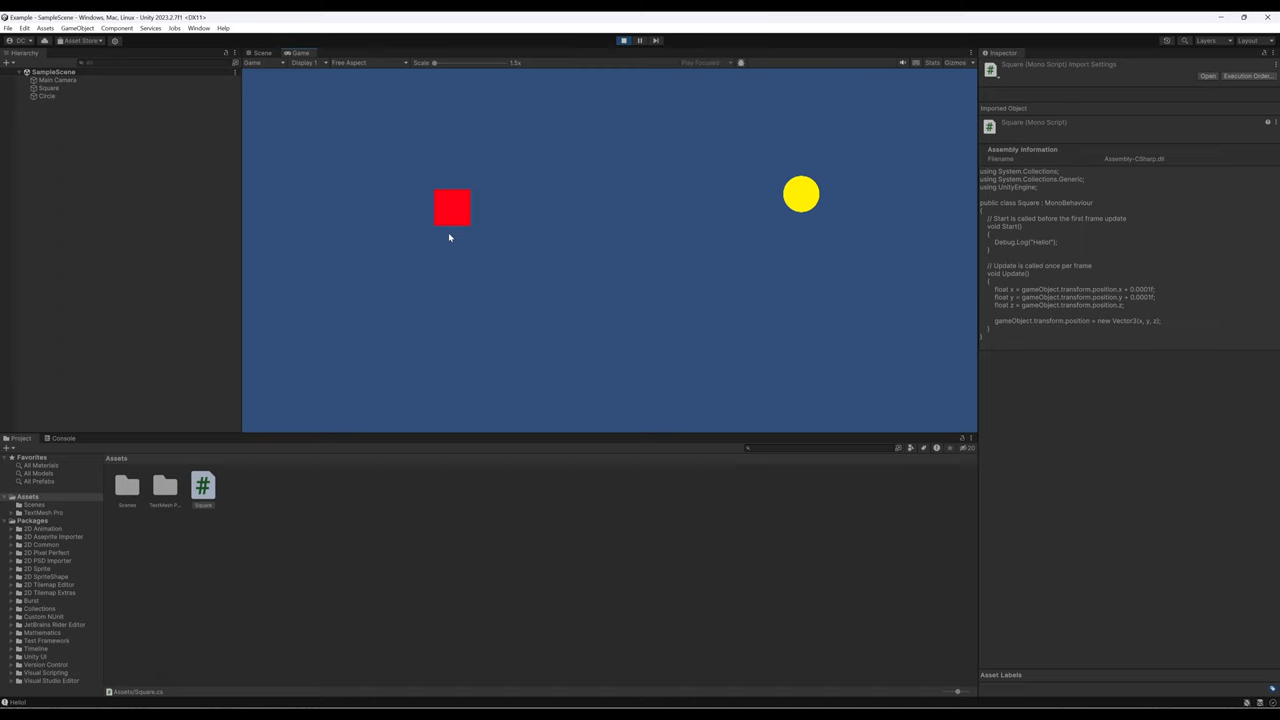 Example - SampleScene - Windows, Mac, Linux - Unity 2023.2.7f1 <DX11>
File Edit Assets GameObject Component Services Jobs Window Help
DC Asset Store Layers Layout
Hierarchy
All
SampleScene
Main Camera
Square
Circle
Scene Game
Game Display 1 Free Aspect Scale 1.5x Play Focused Stats Gizmos
Inspector
Square (Mono Script) Import Settings
Open Execution Order...
Imported Object
Square (Mono Script)
Assembly Information
Filename Assembly-CSharp.dll
using System.Collections;
using System.Collections.Generic;
using UnityEngine;
public class Square : MonoBehaviour
{
// Start is called before the first frame update
void Start()
{
Debug.Log("Hello!");
}
// Update is called once per frame
void Update()
{
float x = gameObject.transform.position.x + 0.0001f;
float y = gameObject.transform.position.y + 0.0001f;
float z = gameObject.transform.position.z;
gameObject.transform.position = new Vector3(x, y, z);
}
}
Project Console
20
Favorites
All Materials
All Models
All Prefabs
Assets
Scenes
TextMesh Pro
Packages
2D Animation
2D Aseprite Importer
2D Common
2D Pixel Perfect
2D PSD Importer
2D Sprite
2D SpriteShape
2D Tilemap Editor
2D Tilemap Extras
Burst
Collections
Custom NUnit
JetBrains Rider Editor
Mathematics
Test Framework
Timeline
Unity UI
Version Control
Visual Scripting
Visual Studio Editor
Assets
Scenes TextMesh P... Square
Assets/Square.cs
Asset Labels
Hello!